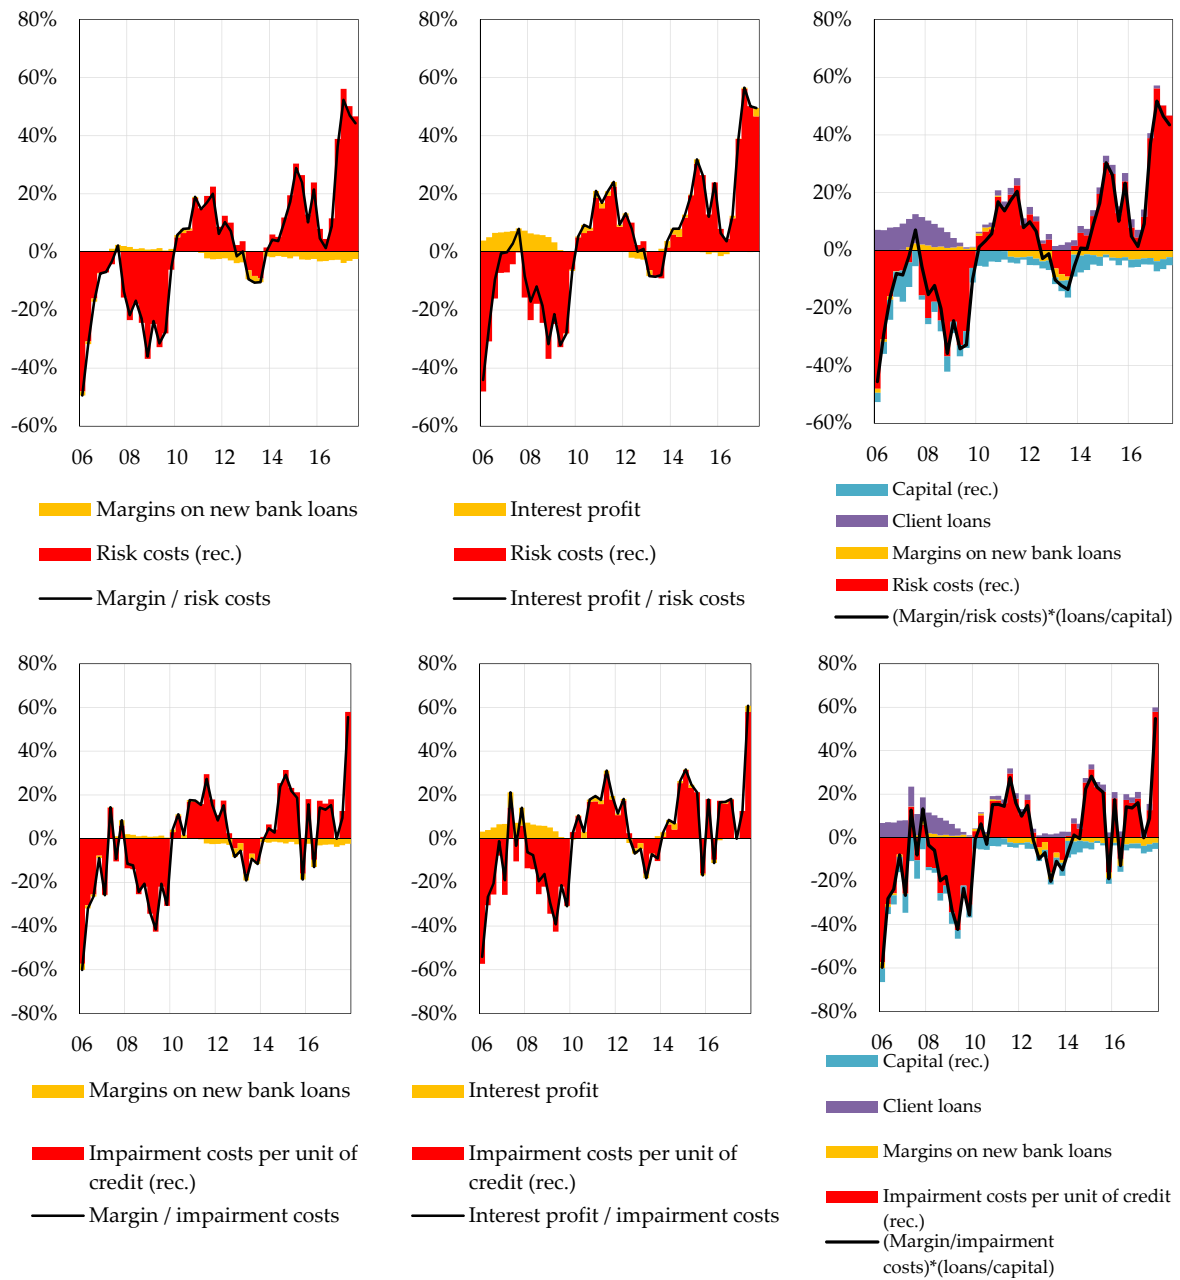 80%
60%
40%
20%
0%
-20%
-40%
-60%
06 08 10 12 14 16
Margins on new bank loans
Risk costs (rec.)
Margin / risk costs
80%
60%
40%
20%
0%
-20%
-40%
-60%
06 08 10 12 14 16
Interest profit
Risk costs (rec.)
Interest profit / risk costs
80%
60%
40%
20%
0%
-20%
-40%
-60%
06 08 10 12 14 16
Capital (rec.)
Client loans
Margins on new bank loans
Risk costs (rec.)
(Margin/risk costs)*(loans/capital)
80%
60%
40%
20%
0%
-20%
-40%
-60%
-80%
06 08 10 12 14 16
Margins on new bank loans
Impairment costs per unit of
credit (rec.)
Margin / impairment costs
80%
60%
40%
20%
0%
-20%
-40%
-60%
-80%
06 08 10 12 14 16
Interest profit
Impairment costs per unit of
credit (rec.)
Interest profit / impairment costs
80%
60%
40%
20%
0%
-20%
-40%
-60%
-80%
06 08 10 12 14 16
Capital (rec.)
Client loans
Margins on new bank loans
Impairment costs per unit of credit
(rec.)
(Margin/impairment
costs)*(loans/capital)